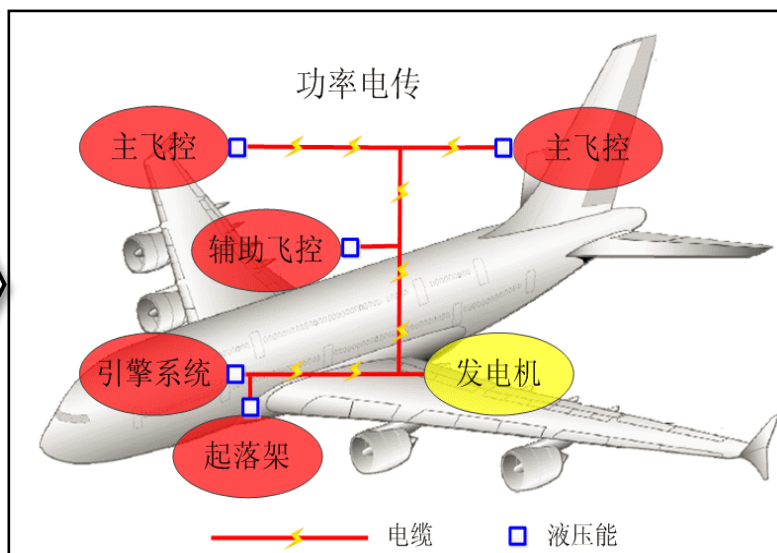 功率电传
主飞控
主飞控
辅助飞控
引擎系统
发电机
起落架
电缆
液压能